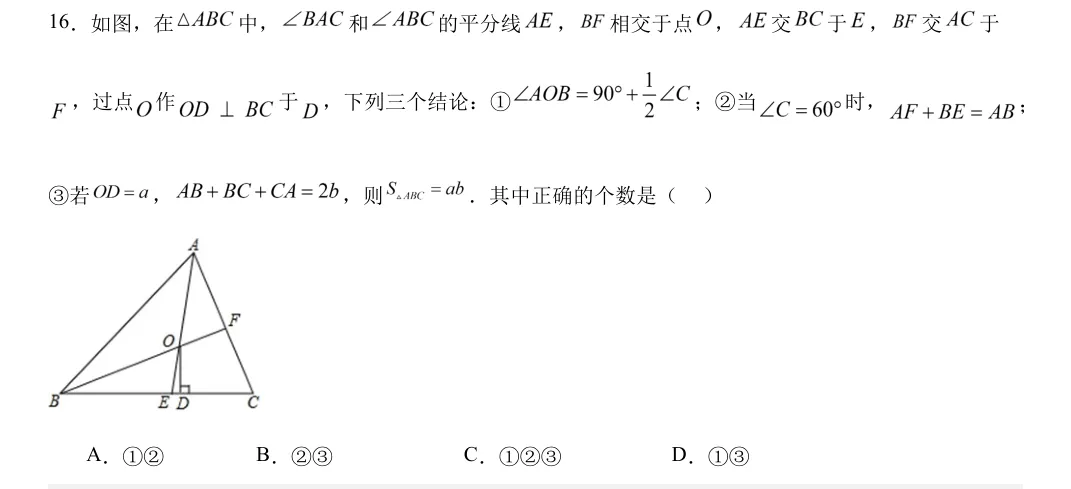 16．如图，在△ABC中，∠BAC和∠ABC的平分线AE，BF相交于点O，AE交BC于E，BF交AC于
F，过点O作OD ⊥ BC于D，下列三个结论：①∠AOB = 90° + 1/2∠C；②当∠C = 60°时，AF + BE = AB；
③若OD = a，AB + BC + CA = 2b，则S△ABC = ab．其中正确的个数是（ ）
A
F
O
B E D C
A．①② B．②③ C．①②③ D．①③